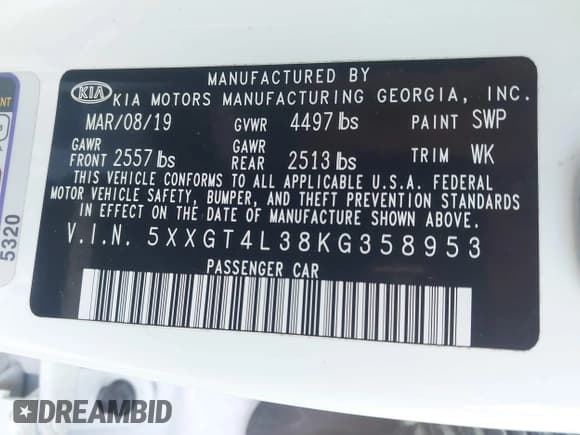 MANUFACTURED BY
KIA KIA MOTORS MANUFACTURING GEORGIA, INC.
MAR/08/19 GVWR 4497 lbs PAINT SWP
GAWR FRONT 2557 lbs GAWR REAR 2513 lbs TRIM WK
THIS VEHICLE CONFORMS TO ALL APPLICABLE U.S.A. FEDERAL
MOTOR VEHICLE SAFETY, BUMPER, AND THEFT PREVENTION STANDARDS
IN EFFECT ON THE DATE OF MANUFACTURE SHOWN ABOVE.
V.I.N. 5XXGT4L38KG358953
PASSENGER CAR
5320
DREAMBID